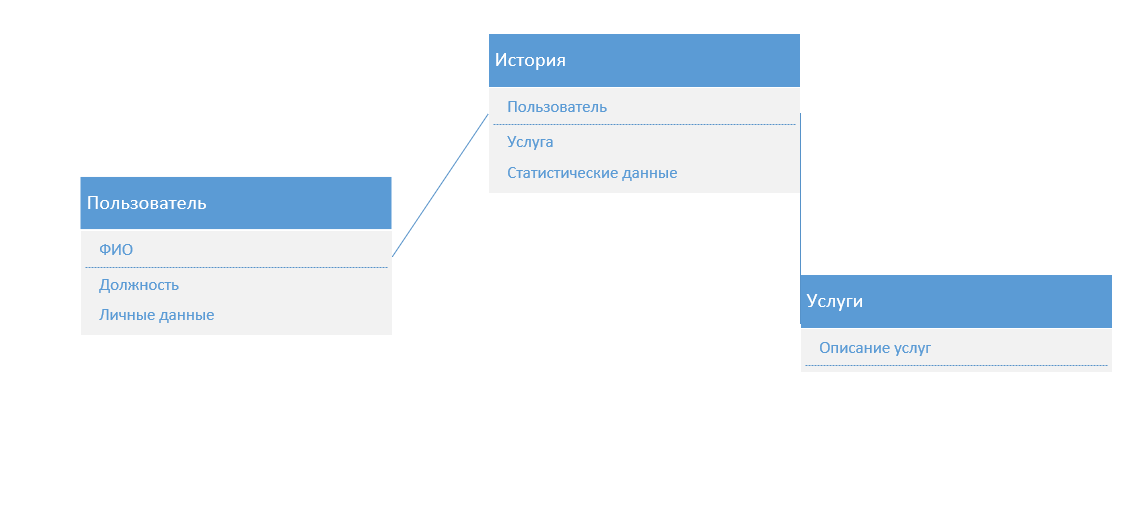 История
Пользователь
Услуга
Статистические данные
Пользователь
ФИО
Должность
Личные данные
Услуги
Описание услуг